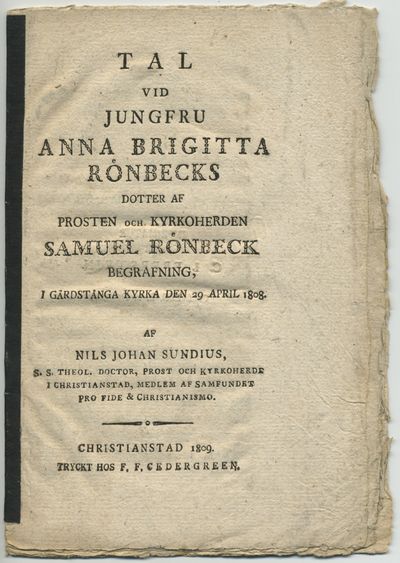 TAL
VID
JUNGFRU
ANNA BRIGITTA
RÖNBECKS
DOTTER AF
PROSTEN OCH KYRKOHERDEN
SAMUEL RÖNBECK
BEGRAFNING,
I GÅRDSTÅNGA KYRKA DEN 29 APRIL 1808.
AF
NILS JOHAN SUNDIUS,
S. S. THEOL. DOCTOR, PROST OCH KYRKOHERDE
I CHRISTIANSTAD, MEDLEM AF SAMFUNDET
PRO FIDE & CHRISTIANISMO.
CHRISTIANSTAD 1809.
TRYCKT HOS F. F. CEDERGREEN.